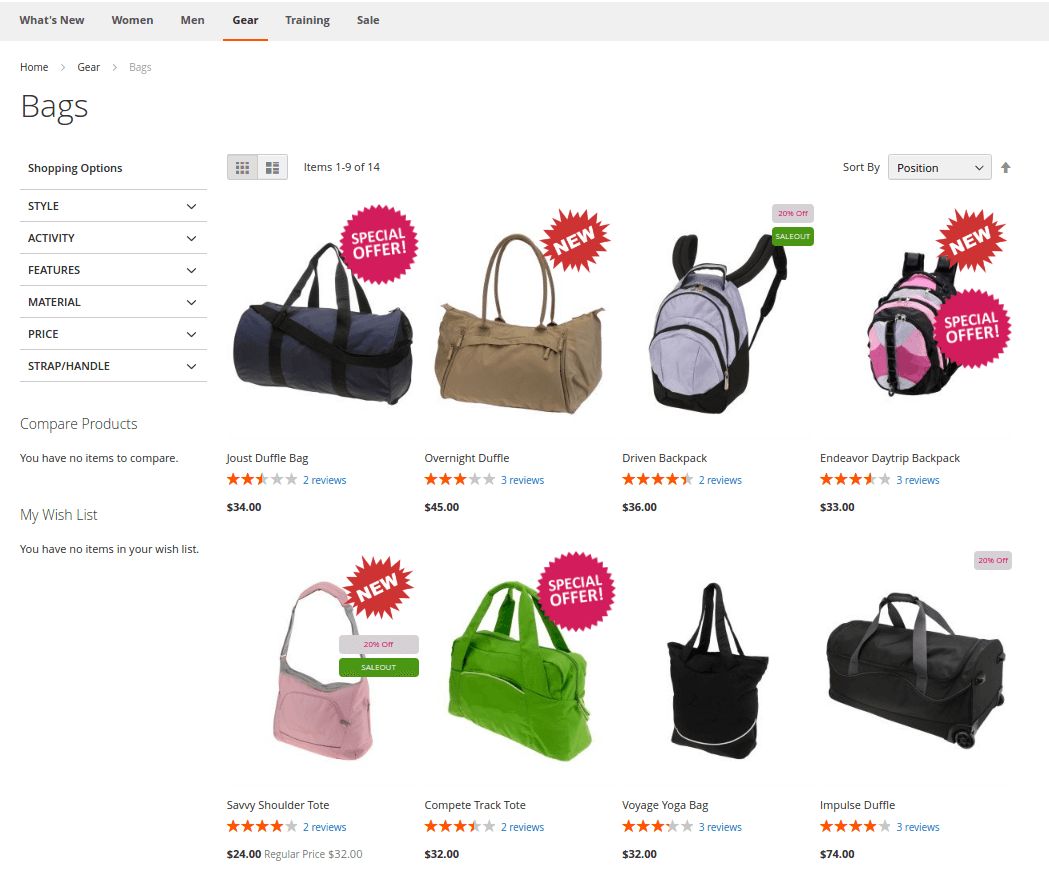 What's New Women Men Gear Training Sale
Home Gear Bags
Bags
Shopping Options
Items 1-9 of 14
Sort By Position
STYLE
ACTIVITY
FEATURES
MATERIAL
PRICE
STRAP/HANDLE
Compare Products
You have no items to compare.
My Wish List
You have no items in your wish list.
SPECIAL
OFFER!
NEW
20% Off
SALEOUT
NEW
SPECIAL
OFFER!
Joust Duffle Bag Overnight Duffle Driven Backpack Endeavor Daytrip Backpack
2 reviews 3 reviews 2 reviews 3 reviews
$34.00 $45.00 $36.00 $33.00
NEW
20% Off
SALEOUT
SPECIAL
OFFER!
20% Off
Savvy Shoulder Tote Compete Track Tote Voyage Yoga Bag Impulse Duffle
2 reviews 2 reviews 3 reviews 3 reviews
$24.00 Regular Price $32.00 $32.00 $32.00 $74.00